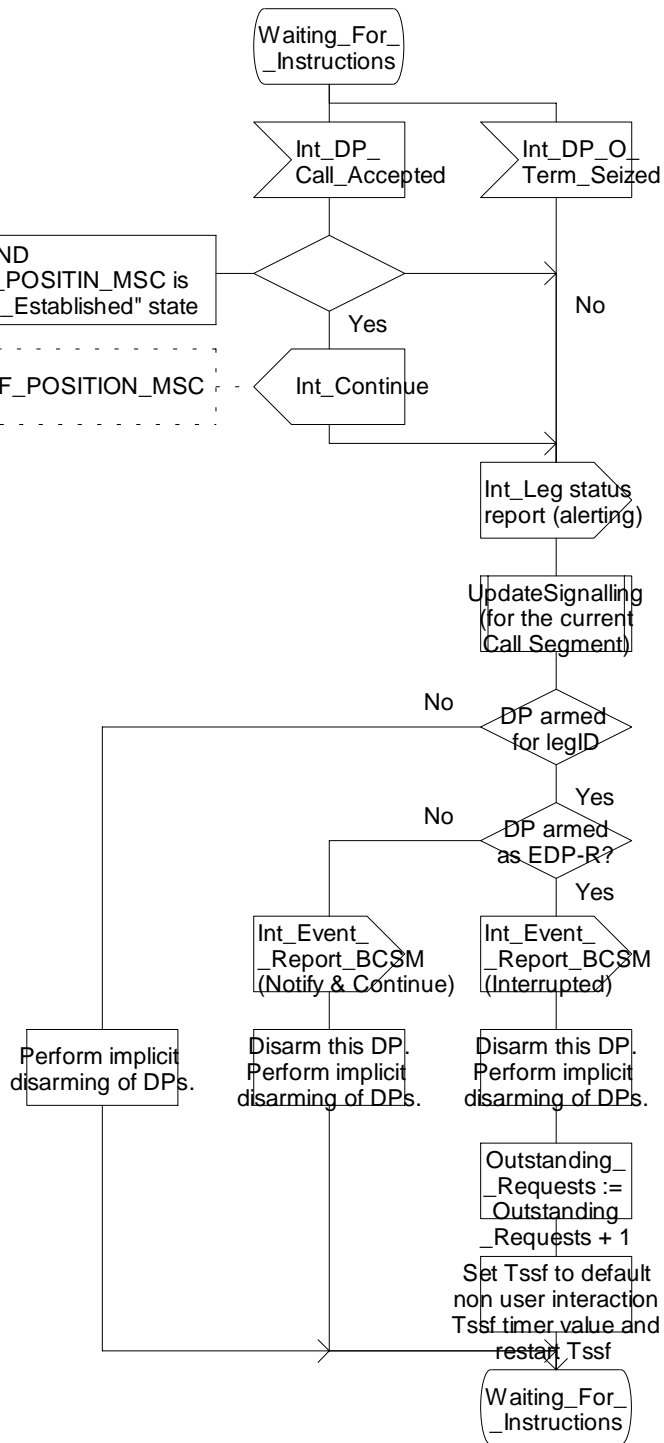 Waiting_For_
_Instructions
Int_DP_
Call_Accepted
Int_DP_O_
Term_Seized
ND
_POSITIN_MSC is
_Established" state
No
Yes
F_POSITION_MSC
Int_Continue
Int_Leg status
report (alerting)
UpdateSignalling
(for the current
Call Segment)
No
DP armed
for legID
Yes
No
DP armed
as EDP-R?
Yes
Int_Event_
_Report_BCSM
(Notify & Continue)
Int_Event_
_Report_BCSM
(Interrupted)
Perform implicit
disarming of DPs.
Disarm this DP.
Perform implicit
disarming of DPs.
Disarm this DP.
Perform implicit
disarming of DPs.
Outstanding_
_Requests :=
Outstanding
_Requests + 1
Set Tssf to default
non user interaction
Tssf timer value and
restart Tssf
Waiting_For_
_Instructions